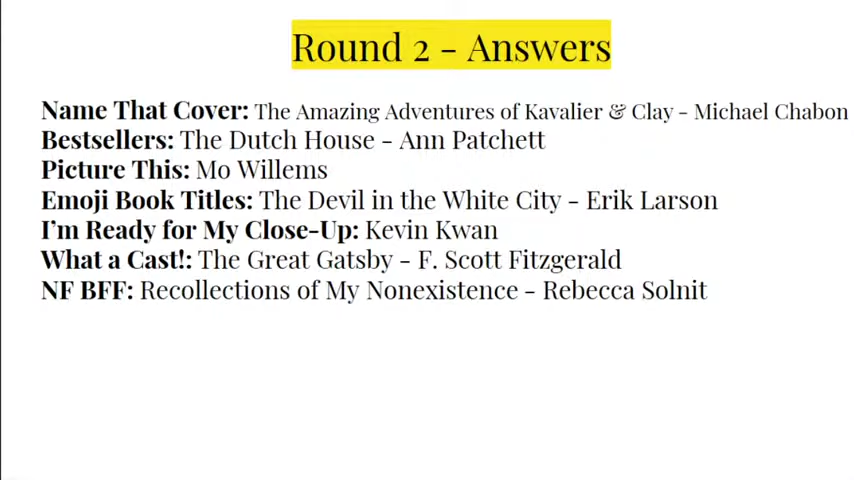 Round 2 - Answers
Name That Cover: The Amazing Adventures of Kavalier & Clay - Michael Chabon
Bestsellers: The Dutch House - Ann Patchett
Picture This: Mo Willems
Emoji Book Titles: The Devil in the White City - Erik Larson
I'm Ready for My Close-Up: Kevin Kwan
What a Cast!: The Great Gatsby - F. Scott Fitzgerald
NF BFF: Recollections of My Nonexistence - Rebecca Solnit